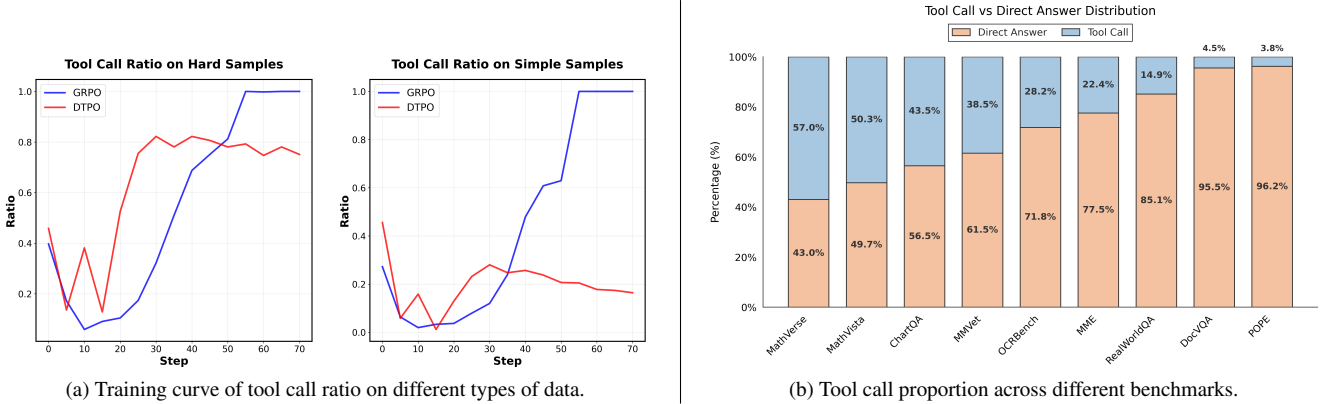 Tool Call Ratio on Hard Samples
GRPO
DTPO
1.0
0.8
0.6
0.4
0.2
Ratio
0
10
20
30
40
50
60
70
Step
Tool Call Ratio on Simple Samples
GRPO
DTPO
1.0
0.8
0.6
0.4
0.2
0.0
Ratio
0
10
20
30
40
50
60
70
Step
(a) Training curve of tool call ratio on different types of data.
Tool Call vs Direct Answer Distribution
Direct Answer
Tool Call
100%
80%
60%
40%
20%
0%
Percentage (%)
57.0%
50.3%
43.5%
38.5%
28.2%
22.4%
14.9%
4.5%
3.8%
43.0%
49.7%
56.5%
61.5%
71.8%
77.5%
85.1%
95.5%
96.2%
MathVerse
MathVista
ChartQA
MMVet
OCRBench
MME
RealWorldQA
DocVQA
POPE
(b) Tool call proportion across different benchmarks.